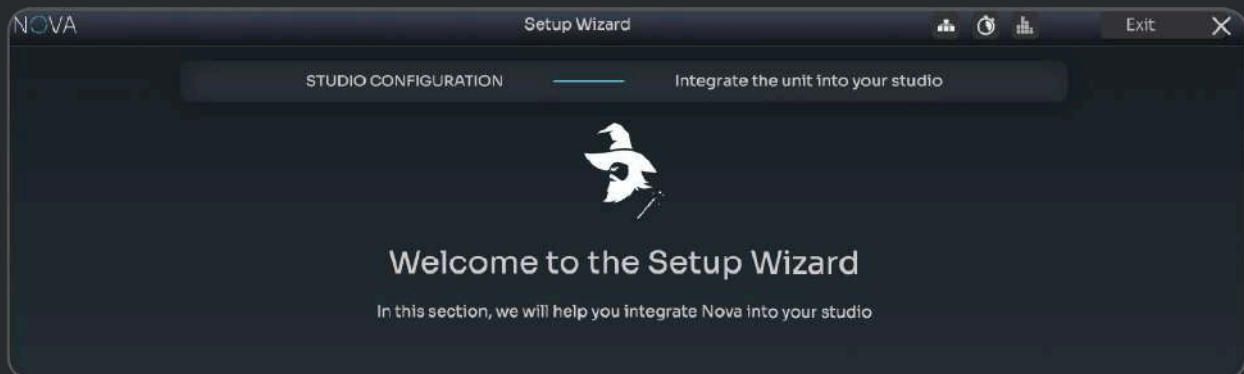 NOVA Setup Wizard Exit
STUDIO CONFIGURATION Integrate the unit into your studio
Welcome to the Setup Wizard
In this section, we will help you integrate Nova into your studio